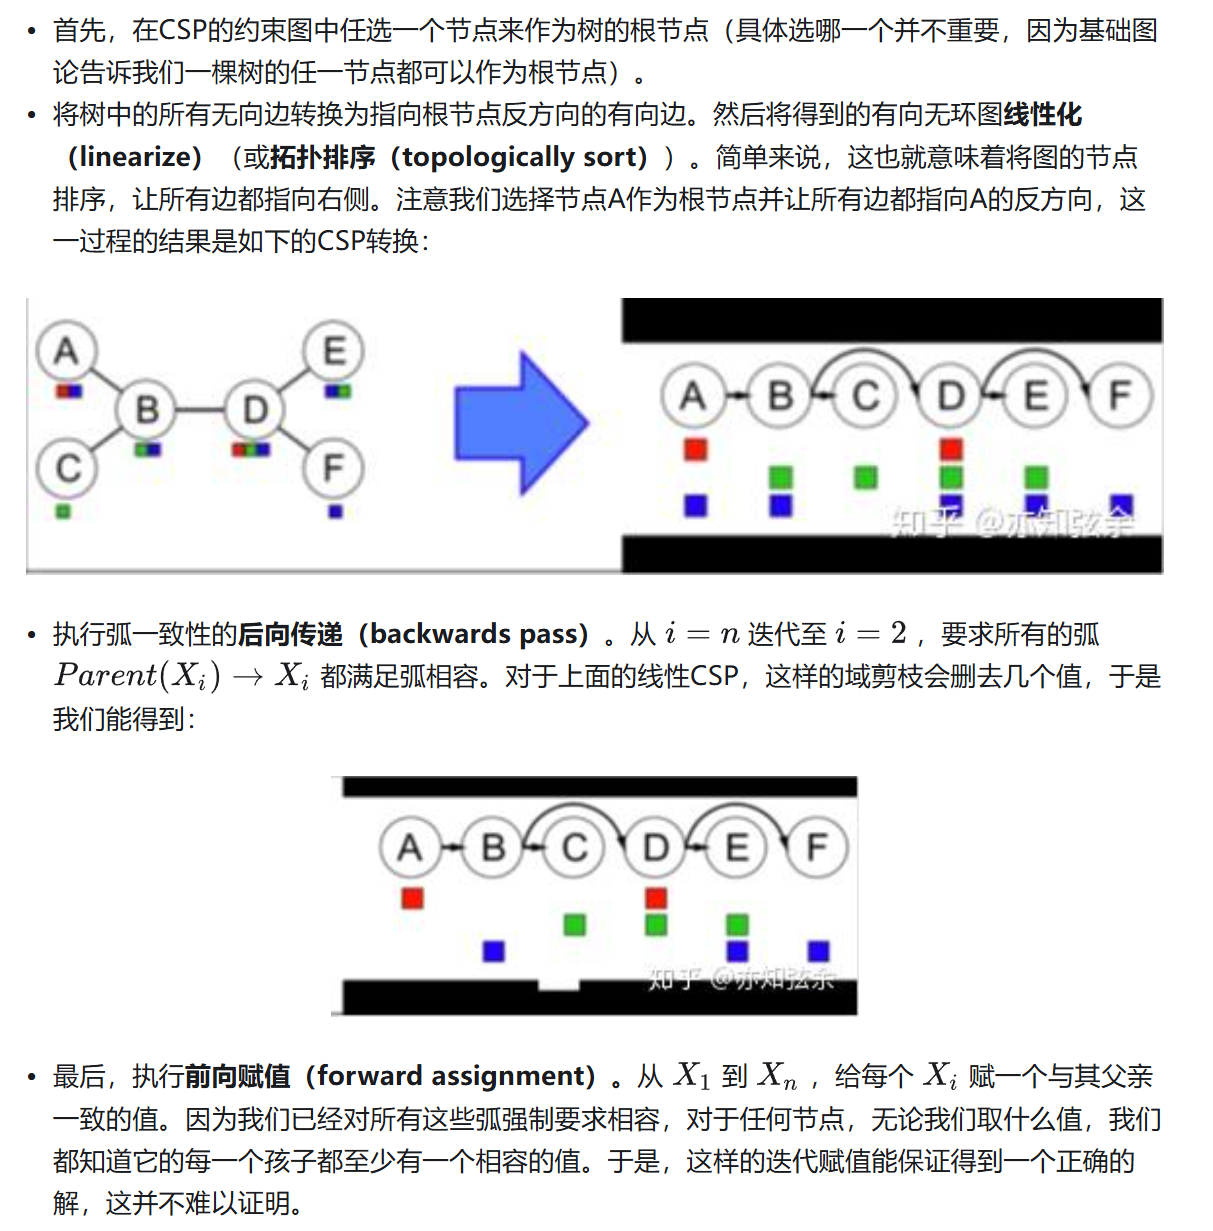 • 首先，在CSP的约束图中任选一个节点来作为树的根节点（具体选哪一个并不重要，因为基础图
论告诉我们一棵树的任一节点都可以作为根节点）。
• 将树中的所有无向边转换为指向根节点反方向的有向边。然后将得到的有向无环图线性化
（linearize）（或拓扑排序（topologically sort））。简单来说，这也就意味着将图的节点
排序，让所有边都指向右侧。注意我们选择节点A作为根节点并让所有边都指向A的反方向，这
一过程的结果是如下的CSP转换：
A E
B D
C F
A B C D E F
知乎 @亦知弦余
• 执行弧一致性的后向传递（backwards pass）。从 i = n 迭代至 i = 2 ，要求所有的弧
Parent(Xᵢ) → Xᵢ 都满足弧相容。对于上面的线性CSP，这样的域剪枝会删去几个值，于是
我们能得到：
A B C D E F
知乎 @亦知弦余
• 最后，执行前向赋值（forward assignment）。从 X₁ 到 Xₙ ，给每个 Xᵢ 赋一个与其父亲
一致的值。因为我们已经对所有这些弧强制要求相容，对于任何节点，无论我们取什么值，我们
都知道它的每一个孩子都至少有一个相容的值。于是，这样的迭代赋值能保证得到一个正确的
解，这并不难以证明。